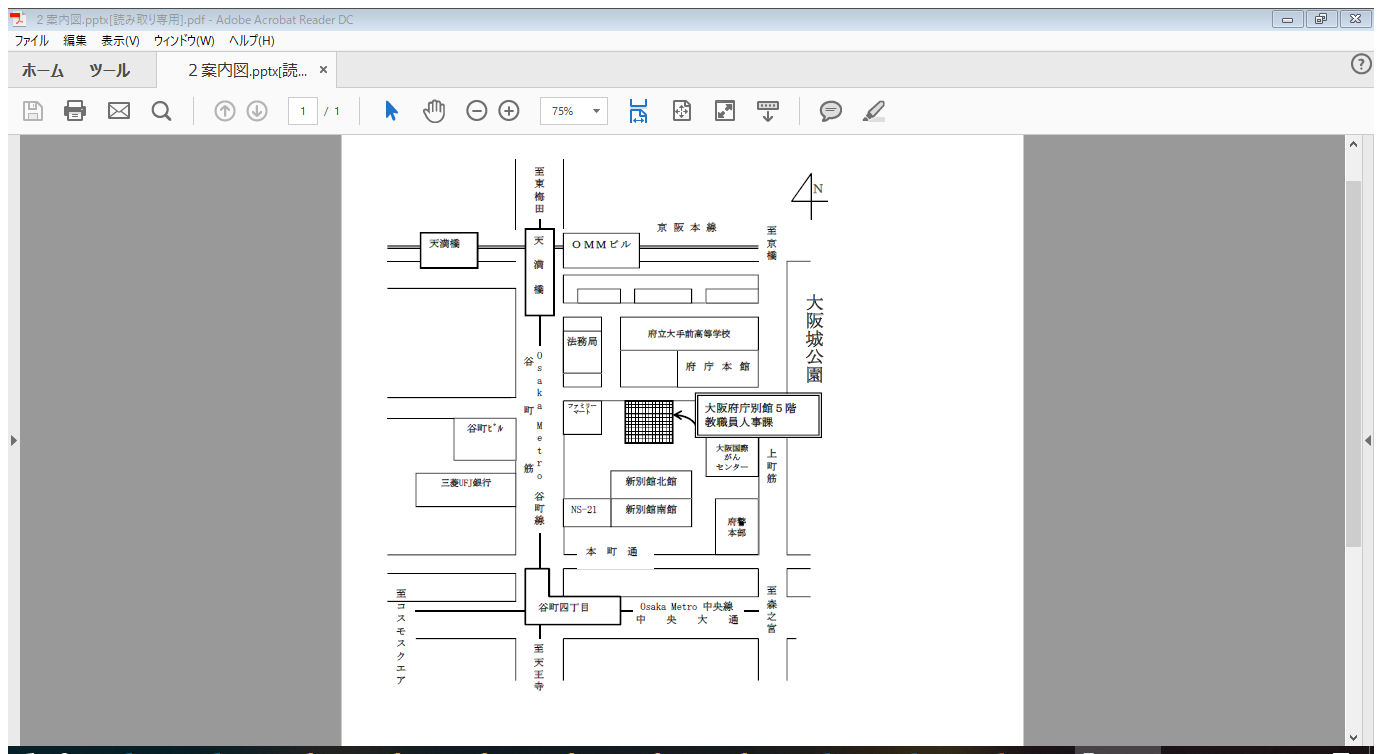 ２案内図.pptx[読み取り専用].pdf - Adobe Acrobat Reader DC
ファイル 編集 表示(V) ウィンドウ(W) ヘルプ(H)
ホーム ツール ２案内図.pptx[読... ×
1 / 1 75%
至東梅田
N
京阪本線
至京橋
天満橋
天満橋
ＯＭＭビル
大阪城公園
法務局
府立大手前高等学校
府庁本館
谷町筋
Osaka Metro 谷町線
ファミリーマート
大阪府庁別館５階
教職員人事課
谷町ﾋﾞﾙ
大阪国際
がん
センター
上町筋
三菱UFJ銀行
新別館北館
NS-21
新別館南館
府警
本部
本町通
至コスモスクエア
谷町四丁目
Osaka Metro 中央線
中央大通
至森之宮
至天王寺